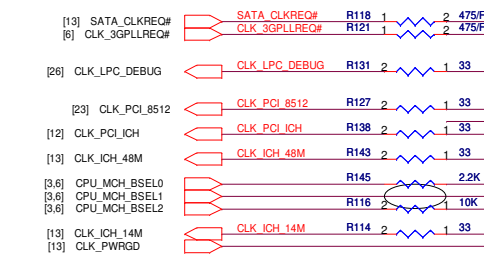 [13] SATA_CLKREQ# SATA_CLKREQ# R118 1 2 475/F
[6] CLK_3GPLLREQ# CLK_3GPLLREQ# R121 1 2 475/F
[26] CLK_LPC_DEBUG CLK_LPC_DEBUG R131 2 1 33
[23] CLK_PCI_8512 CLK_PCI_8512 R127 2 1 33
[12] CLK_PCI_ICH CLK_PCI_ICH R138 2 1 33
[13] CLK_ICH_48M CLK_ICH_48M R143 2 1 33
[3,6] CPU_MCH_BSEL0 R145 2.2K
[3,6] CPU_MCH_BSEL1
[3,6] CPU_MCH_BSEL2 R116 2 1 10K
[13] CLK_ICH_14M CLK_ICH_14M R114 2 1 33
[13] CLK_PWRGD